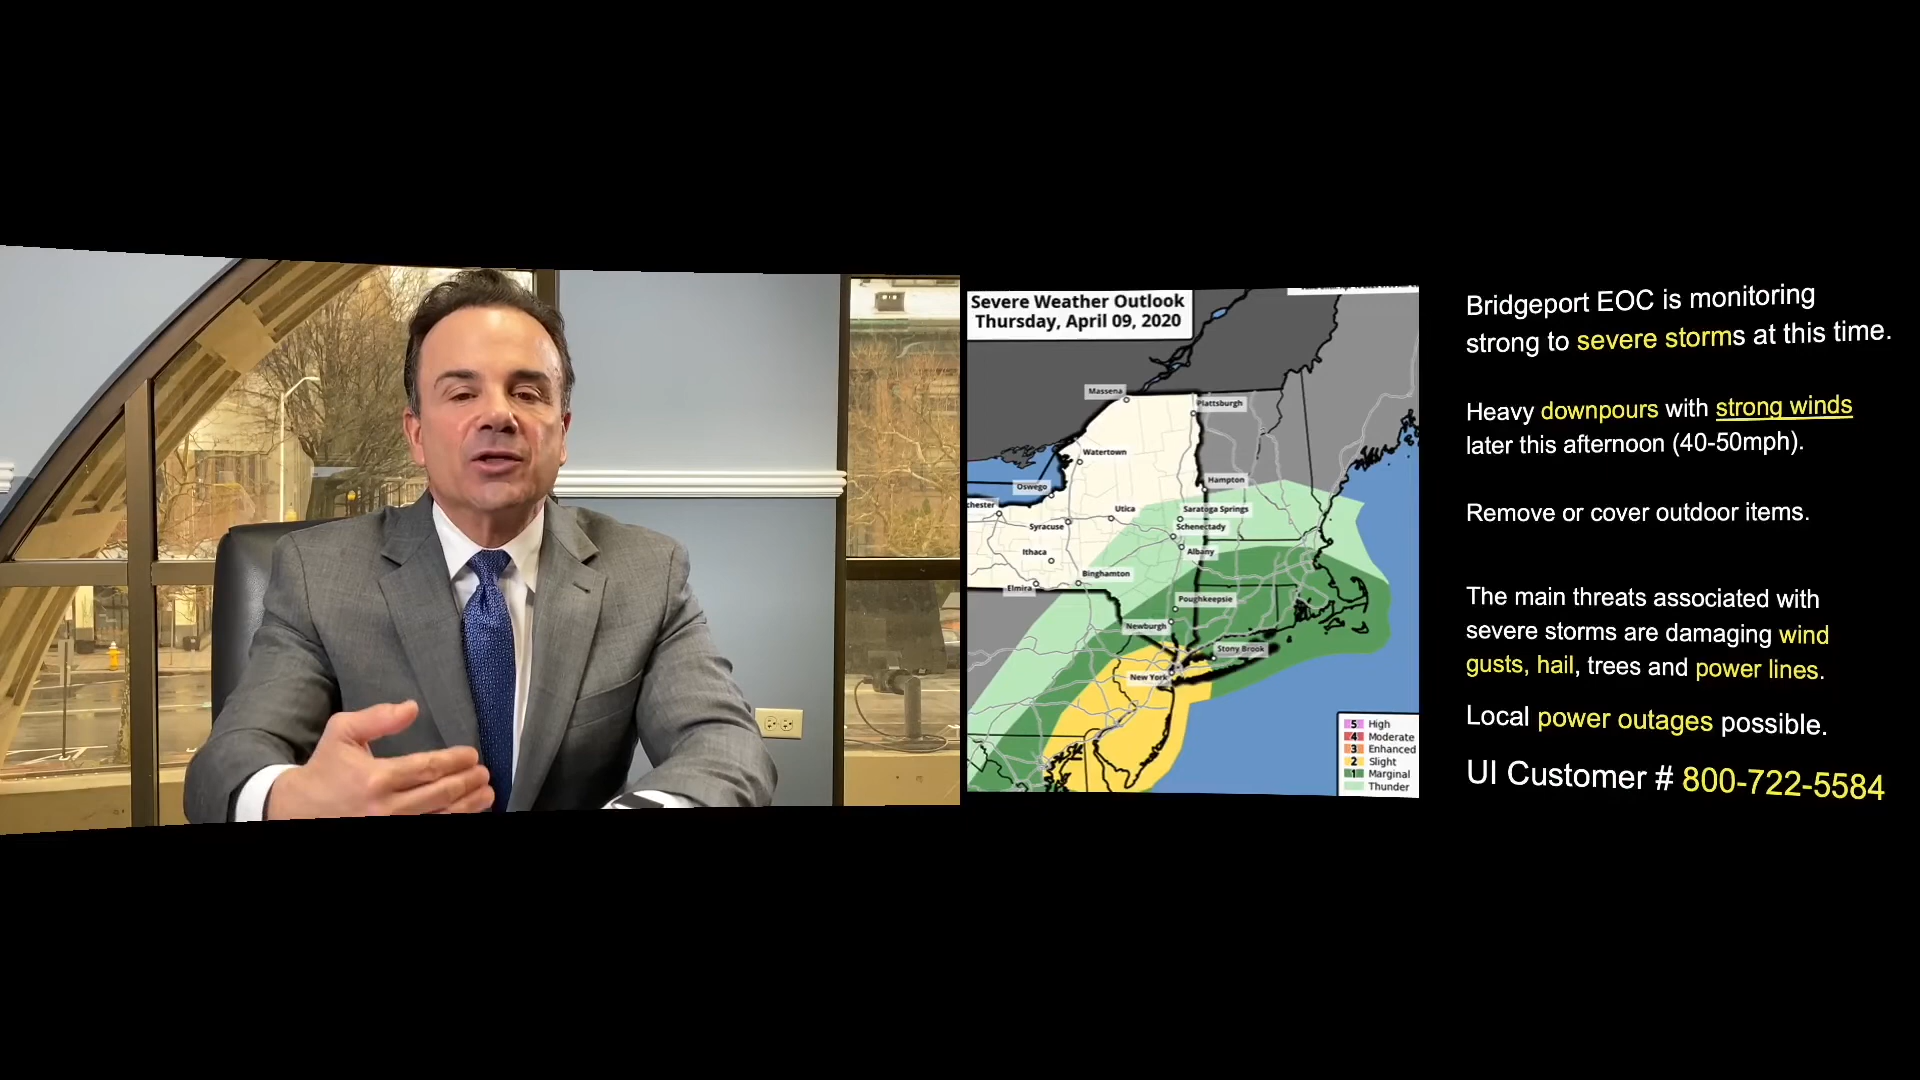 Severe Weather Outlook
Thursday, April 09, 2020
Massena
Plattsburgh
Watertown
Oswego
Hampton
chester
Utica
Saratoga Springs
Syracuse
Schenectady
Ithaca
Albany
Binghamton
Elmira
Poughkeepsie
Newburgh
Stony Brook
New York
5 High
4 Moderate
3 Enhanced
2 Slight
1 Marginal
Thunder
Bridgeport EOC is monitoring
strong to severe storms at this time.
Heavy downpours with strong winds
later this afternoon (40-50mph).
Remove or cover outdoor items.
The main threats associated with
severe storms are damaging wind
gusts, hail, trees and power lines.
Local power outages possible.
UI Customer # 800-722-5584